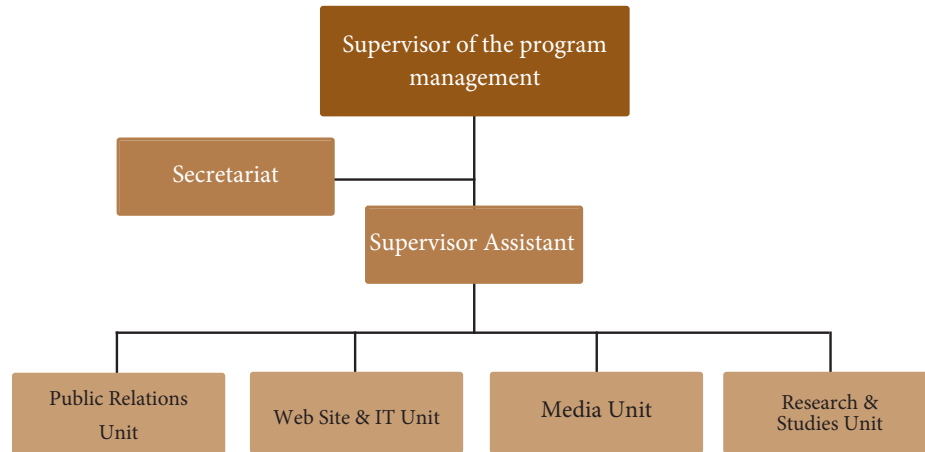 Supervisor of the program
management
Secretariat
Supervisor Assistant
Public Relations
Unit
Web Site & IT Unit
Media Unit
Research &
Studies Unit